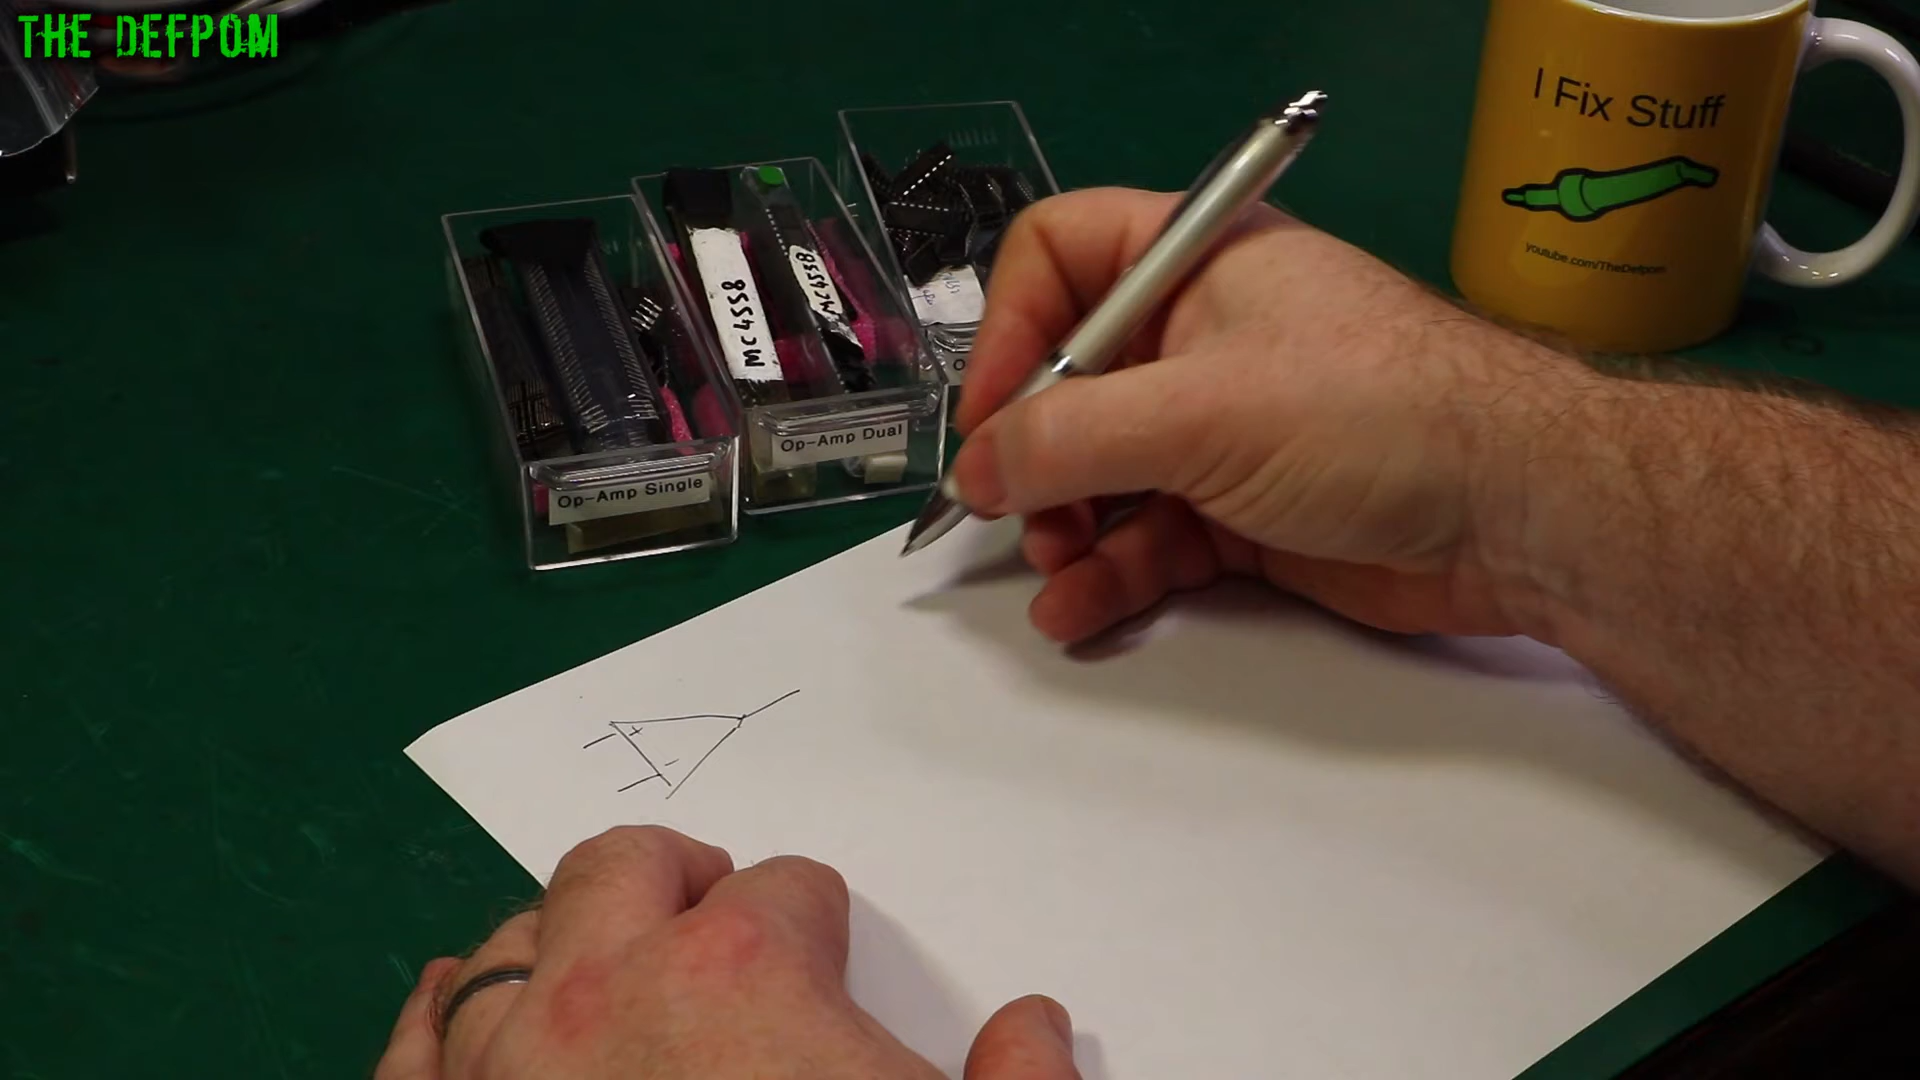 THE DEFPOM
I Fix Stuff
youtube.com/TheDefpom
MC4558
MC4558
Op-Amp Dual
Op-Amp Single
+
-